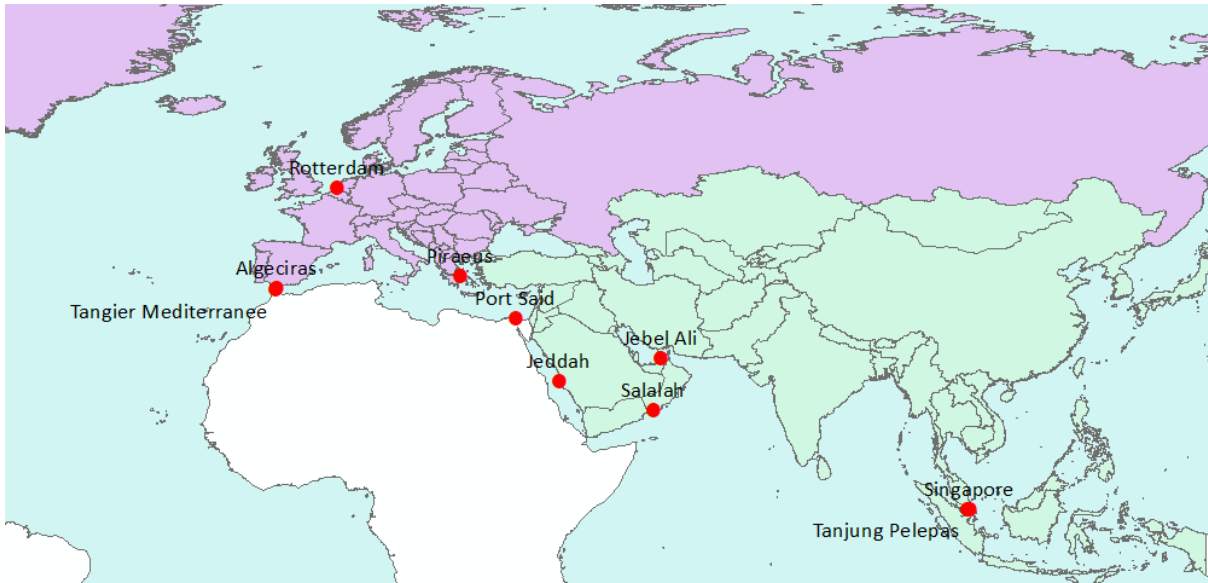 Rotterdam
Piraeus
Algeciras
Port Said
Tangier Mediterranee
Jebel Ali
Jeddah
Salalah
Singapore
Tanjung Pelepas